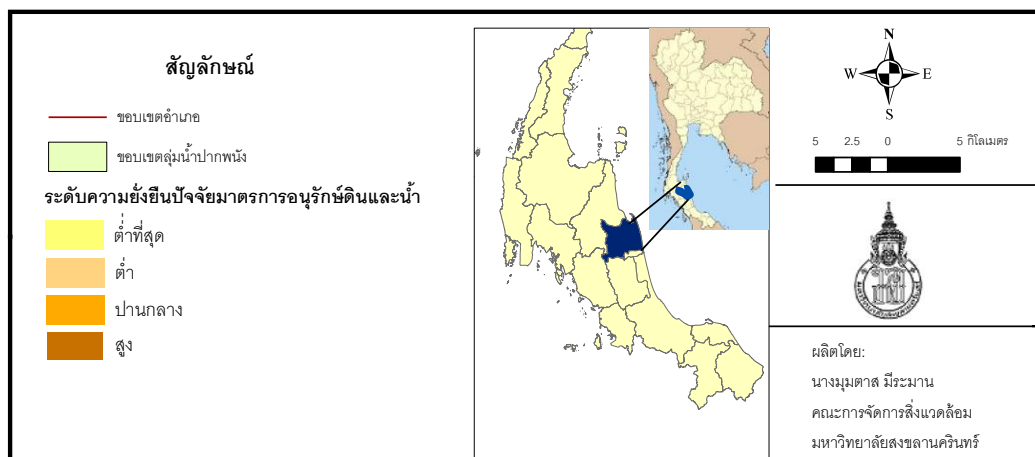 สัญลักษณ์
ขอบเขตอำเภอ
ขอบเขตลุ่มน้ำปากพนัง
ระดับความยั่งยืนปัจจัยมาตรการอนุรักษ์ดินและน้ำ
ต่ำที่สุด
ต่ำ
ปานกลาง
สูง
N
W E
S
5 2.5 0 5 กิโลเมตร
ผลิตโดย:
นางมุมตาส มีระมาน
คณะการจัดการสิ่งแวดล้อม
มหาวิทยาลัยสงขลานครินทร์